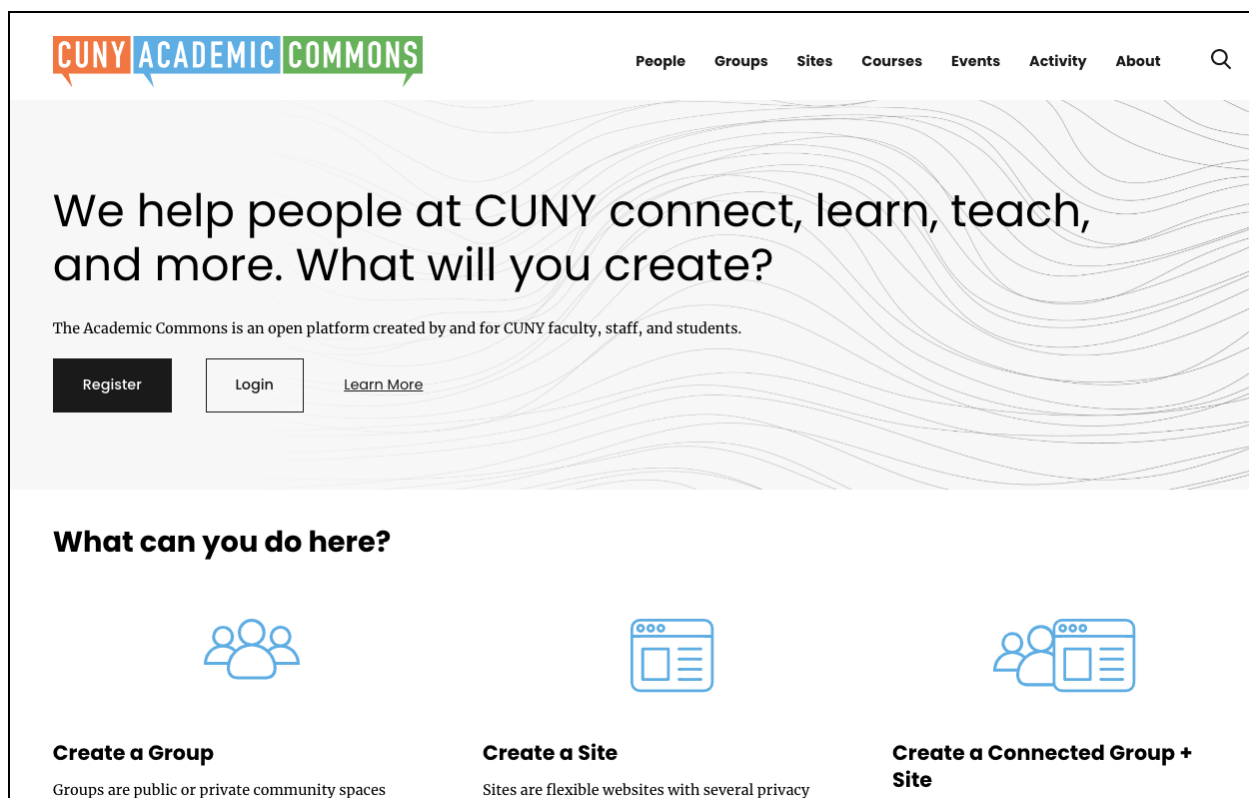 CUNY ACADEMIC COMMONS
People Groups Sites Courses Events Activity About
We help people at CUNY connect, learn, teach,
and more. What will you create?
The Academic Commons is an open platform created by and for CUNY faculty, staff, and students.
Register Login Learn More
What can you do here?
Create a Group
Groups are public or private community spaces
Create a Site
Sites are flexible websites with several privacy
Create a Connected Group +
Site